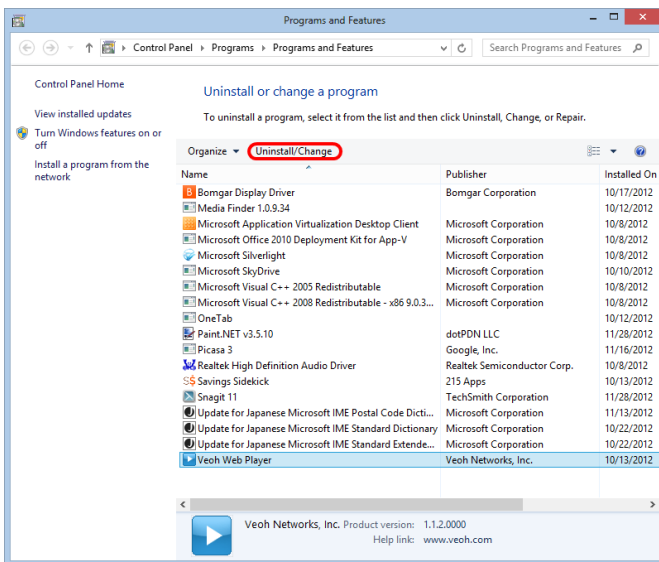 Programs and Features
Control Panel Programs Programs and Features
Search Programs and Features
Control Panel Home
View installed updates
Turn Windows features on or
off
Install a program from the
network
Uninstall or change a program
To uninstall a program, select it from the list and then click Uninstall, Change, or Repair.
Organize Uninstall/Change
Name Publisher Installed On
Bomgar Display Driver Bomgar Corporation 10/17/2012
Media Finder 1.0.9.34 10/12/2012
Microsoft Application Virtualization Desktop Client Microsoft Corporation 10/8/2012
Microsoft Office 2010 Deployment Kit for App-V Microsoft Corporation 10/8/2012
Microsoft Silverlight Microsoft Corporation 10/8/2012
Microsoft SkyDrive Microsoft Corporation 10/10/2012
Microsoft Visual C++ 2005 Redistributable Microsoft Corporation 10/8/2012
Microsoft Visual C++ 2008 Redistributable - x86 9.0.3... Microsoft Corporation 10/8/2012
OneTab 10/12/2012
Paint.NET v3.5.10 dotPDN LLC 11/28/2012
Picasa 3 Google, Inc. 11/16/2012
Realtek High Definition Audio Driver Realtek Semiconductor Corp. 10/8/2012
Savings Sidekick 215 Apps 10/13/2012
Snagit 11 TechSmith Corporation 11/28/2012
Update for Japanese Microsoft IME Postal Code Dicti... Microsoft Corporation 11/13/2012
Update for Japanese Microsoft IME Standard Dictionary Microsoft Corporation 10/22/2012
Update for Japanese Microsoft IME Standard Extende... Microsoft Corporation 10/22/2012
Veoh Web Player Veoh Networks, Inc. 10/13/2012
Veoh Networks, Inc. Product version: 1.1.2.0000
Help link: www.veoh.com